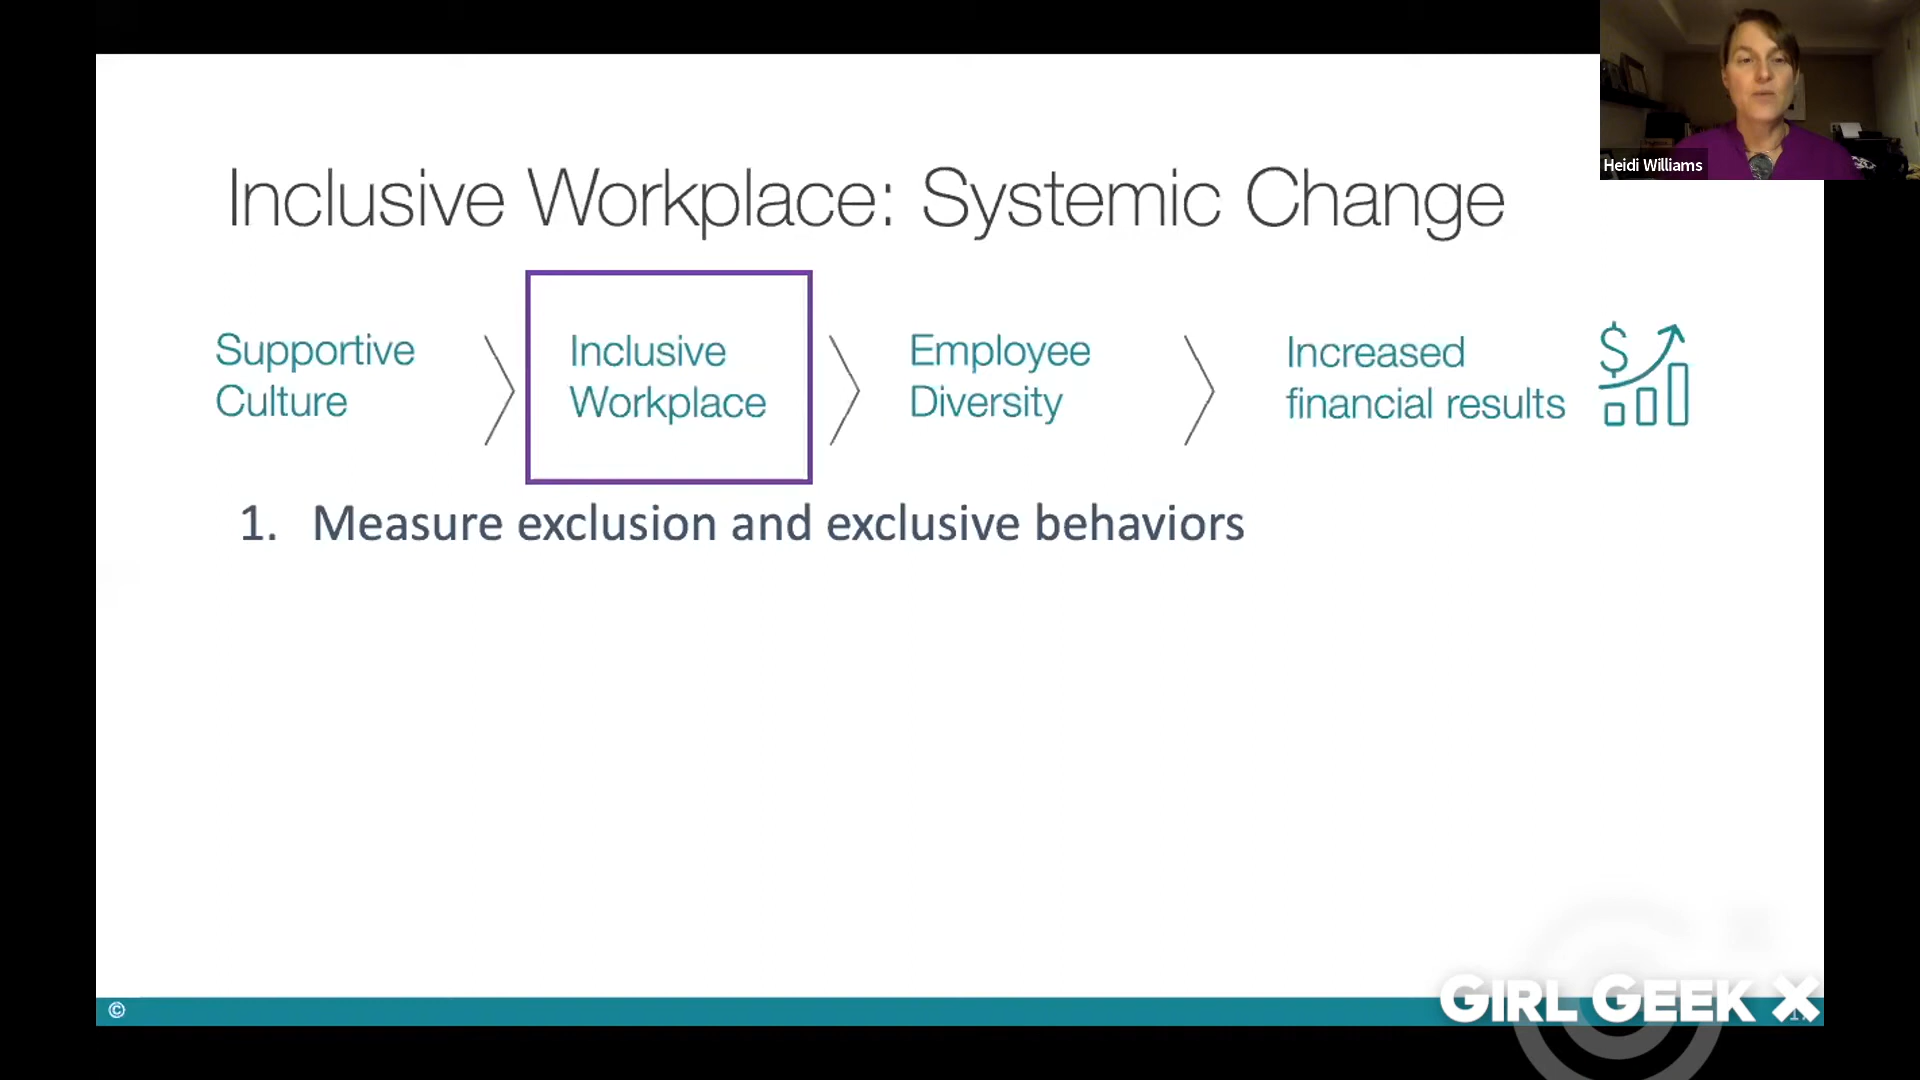 Heidi Williams
Inclusive Workplace: Systemic Change
Supportive
Culture
Inclusive
Workplace
Employee
Diversity
Increased
financial results
$
1. Measure exclusion and exclusive behaviors
©
GIRL GEEK X